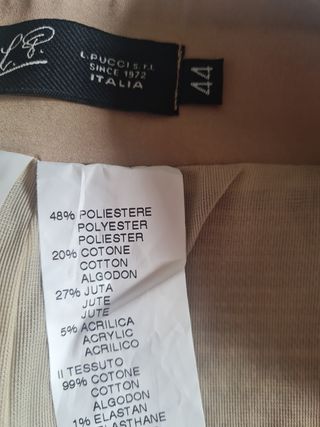 L.P.
L.PUCCI S.r.L
SINCE 1972
ITALIA
44
48% POLIESTERE
POLYESTER
POLIESTER
20% COTONE
COTTON
ALGODON
27% JUTA
JUTE
JUTE
5% ACRILICA
ACRYLIC
ACRILICO
II TESSUTO
99% COTONE
COTTON
ALGODON
1% ELASTAN
ELASTHANE